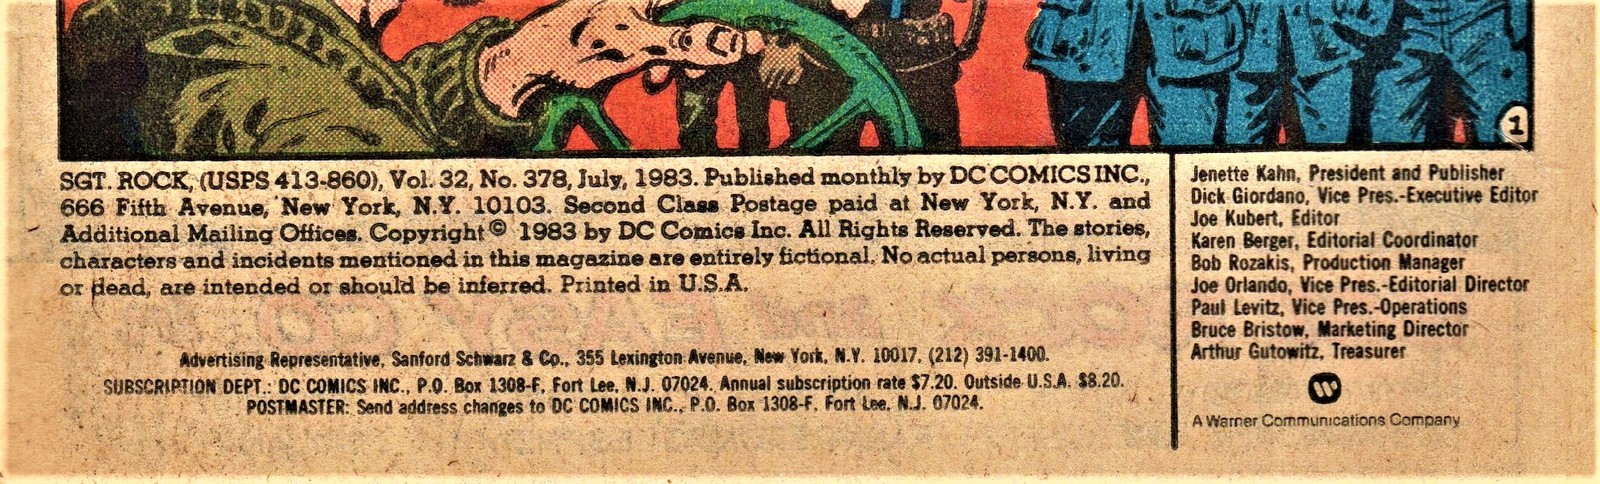 1
SGT. ROCK, (USPS 413-860), Vol. 32, No. 378, July, 1983. Published monthly by DC COMICS INC.,
666 Fifth Avenue, New York, N.Y. 10103. Second Class Postage paid at New York, N.Y. and
Additional Mailing Offices. Copyright © 1983 by DC Comics Inc. All Rights Reserved. The stories,
characters and incidents mentioned in this magazine are entirely fictional. No actual persons, living
or dead, are intended or should be inferred. Printed in U.S.A.
Advertising Representative, Sanford Schwarz & Co., 355 Lexington Avenue, New York, N.Y. 10017, (212) 391-1400.
SUBSCRIPTION DEPT.: DC COMICS INC., P.O. Box 1308-F, Fort Lee, N.J. 07024. Annual subscription rate $7.20. Outside U.S.A. $8.20.
POSTMASTER: Send address changes to DC COMICS INC., P.O. Box 1308-F, Fort Lee, N.J. 07024.
Jenette Kahn, President and Publisher
Dick Giordano, Vice Pres.-Executive Editor
Joe Kubert, Editor
Karen Berger, Editorial Coordinator
Bob Rozakis, Production Manager
Joe Orlando, Vice Pres.-Editorial Director
Paul Levitz, Vice Pres.-Operations
Bruce Bristow, Marketing Director
Arthur Gutowitz, Treasurer
A Warner Communications Company